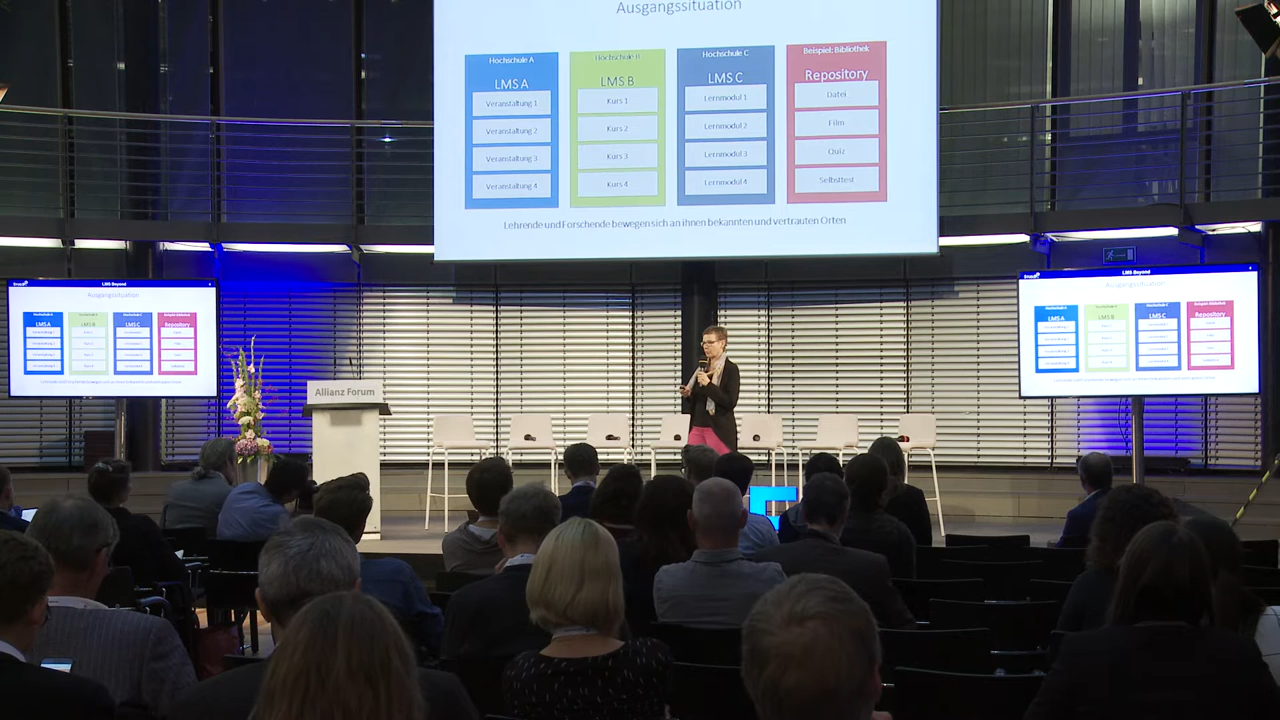 Ausgangssituation
Hochschule A
LMS A
Veranstaltung 1
Veranstaltung 2
Veranstaltung 3
Veranstaltung 4
Hochschule B
LMS B
Kurs 1
Kurs 2
Kurs 3
Kurs 4
Hochschule C
LMS C
Lernmodul 1
Lernmodul 2
Lernmodul 3
Lernmodul 4
Beispiel: Bibliothek
Repository
Datei
Film
Quiz
Selbsttest
Lehrende und Forschende bewegen sich an ihnen bekannten und vertrauten Orten
LMS Beyond
Ausgangssituation
LMS A
LMS B
LMS C
Repository
Allianz Forum
LMS Beyond
Ausgangssituation
LMS A
LMS B
LMS C
Repository